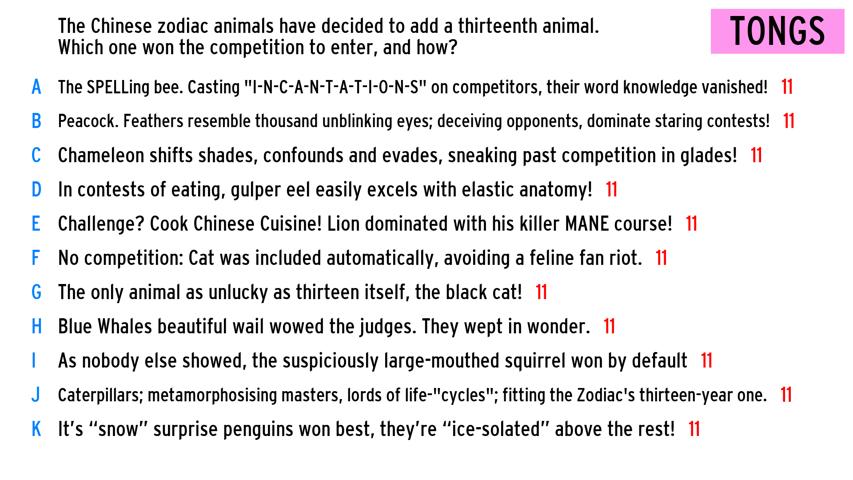 The Chinese zodiac animals have decided to add a thirteenth animal.
Which one won the competition to enter, and how?
TONGS
A The SPELLing bee. Casting "I-N-C-A-N-T-A-T-I-O-N-S" on competitors, their word knowledge vanished! 11
B Peacock. Feathers resemble thousand unblinking eyes; deceiving opponents, dominate staring contests! 11
C Chameleon shifts shades, confounds and evades, sneaking past competition in glades! 11
D In contests of eating, gulper eel easily excels with elastic anatomy! 11
E Challenge? Cook Chinese Cuisine! Lion dominated with his killer MANE course! 11
F No competition: Cat was included automatically, avoiding a feline fan riot. 11
G The only animal as unlucky as thirteen itself, the black cat! 11
H Blue Whales beautiful wail wowed the judges. They wept in wonder. 11
I As nobody else showed, the suspiciously large-mouthed squirrel won by default 11
J Caterpillars; metamorphosising masters, lords of life-"cycles"; fitting the Zodiac's thirteen-year one. 11
K It's “snow” surprise penguins won best, they're “ice-solated” above the rest! 11